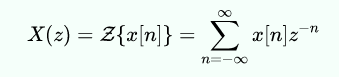 X(z) = 𝒵{x[n]} = ∑_{n=−∞}^{∞} x[n]z^{−n}